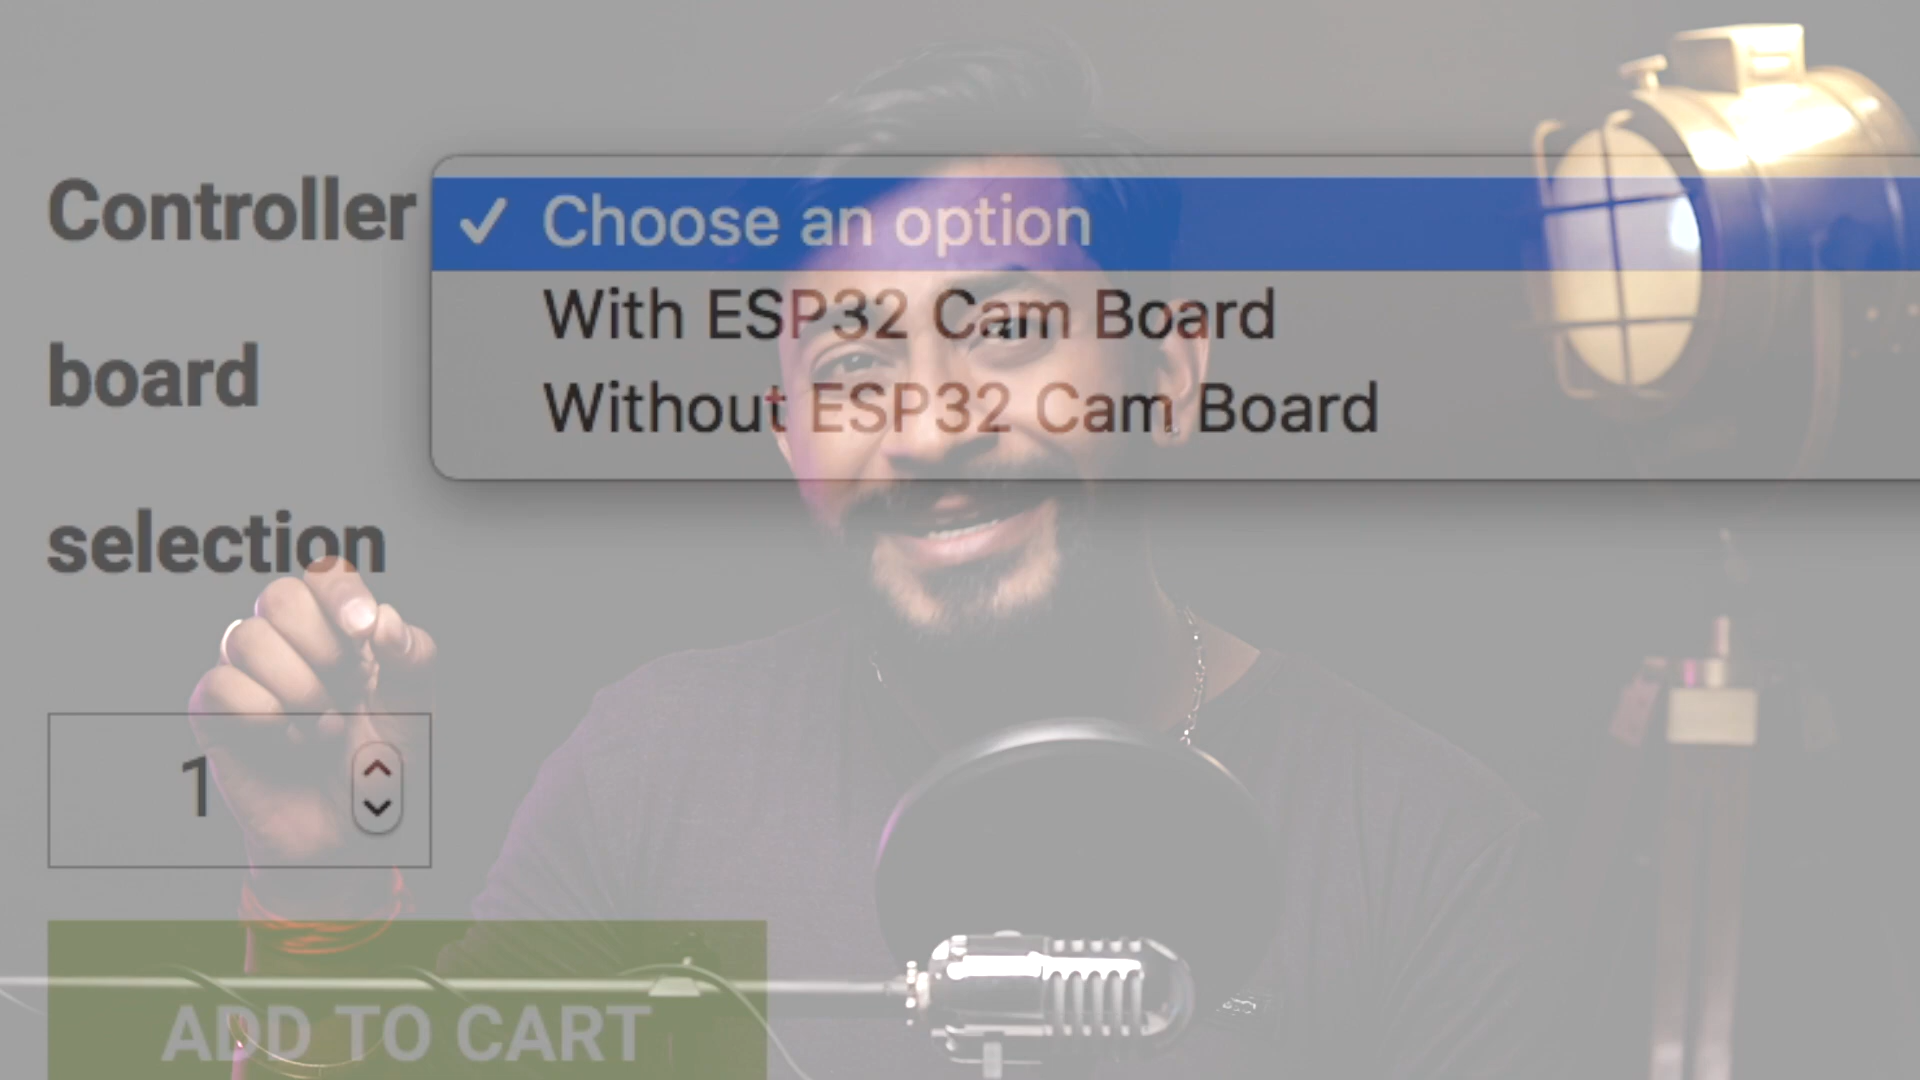 Controller
board
selection
✓ Choose an option
With ESP32 Cam Board
Without ESP32 Cam Board
1
ADD TO CART